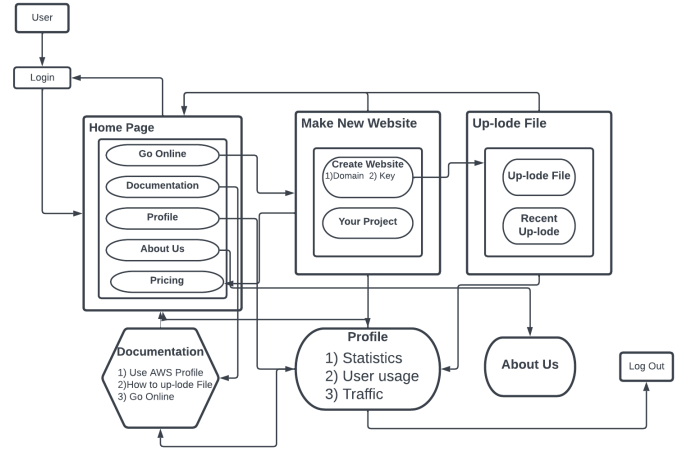 User
Login
Home Page
Go Online
Documentation
Profile
About Us
Pricing
Make New Website
Create Website
1)Domain 2) Key
Your Project
Up-lode File
Up-lode File
Recent
Up-lode
Documentation
1) Use AWS Profile
2)How to up-lode File
3) Go Online
Profile
1) Statistics
2) User usage
3) Traffic
About Us
Log Out